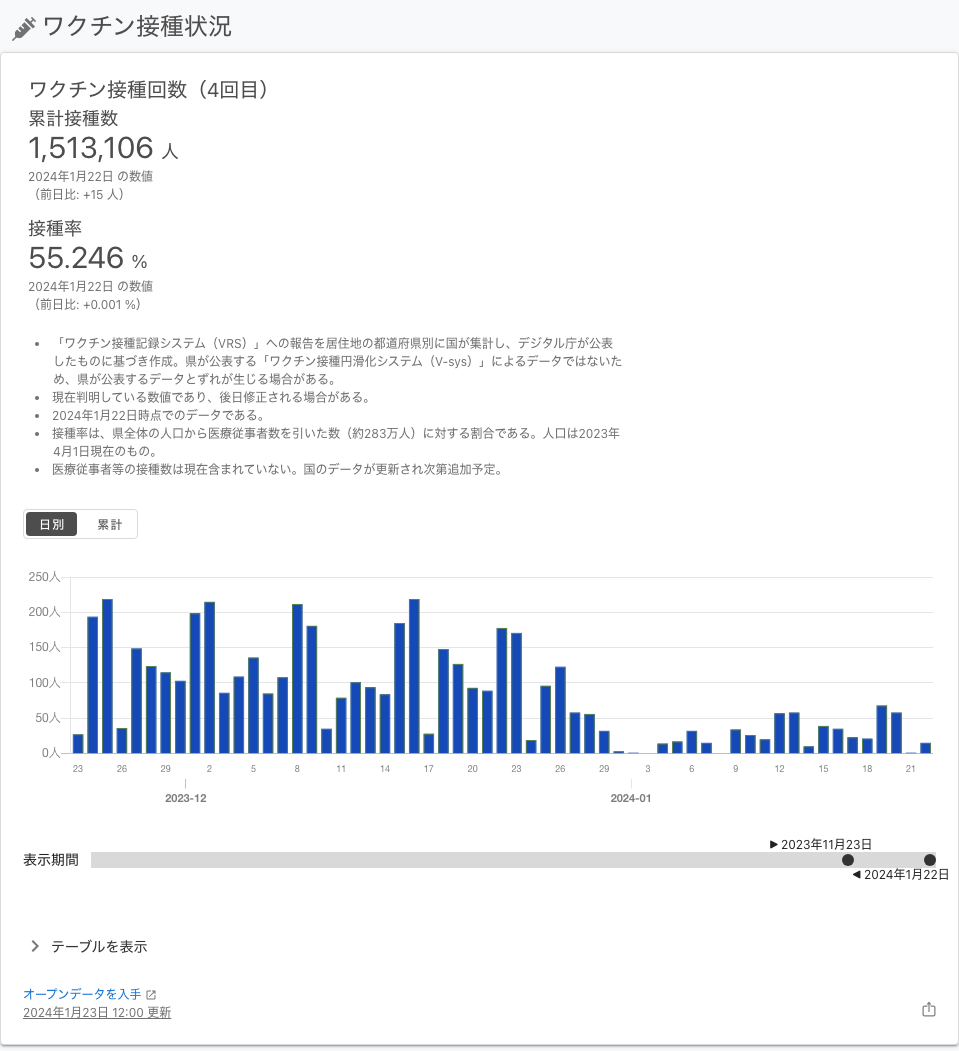 ワクチン接種状況
ワクチン接種回数（4回目）
累計接種数
1,513,106 人
2024年1月22日 の数値
（前日比: +15 人）
接種率
55.246 %
2024年1月22日 の数値
（前日比: +0.001 %）
「ワクチン接種記録システム（VRS）」への報告を居住地の都道府県別に国が集計し、デジタル庁が公表
したものに基づき作成。県が公表する「ワクチン接種円滑化システム（V-sys）」によるデータではないた
め、県が公表するデータとずれが生じる場合がある。
現在判明している数値であり、後日修正される場合がある。
2024年1月22日時点でのデータである。
接種率は、県全体の人口から医療従事者数を引いた数（約283万人）に対する割合である。人口は2023年
4月1日現在のもの。
医療従事者等の接種数は現在含まれていない。国のデータが更新され次第追加予定。
日別 累計
250人
200人
150人
100人
50人
0人
23 26 29 2 5 8 11 14 17 20 23 26 29 3 6 9 12 15 18 21
2023-12 2024-01
▶ 2023年11月23日
表示期間
◀ 2024年1月22日
テーブルを表示
オープンデータを入手
2024年1月23日 12:00 更新